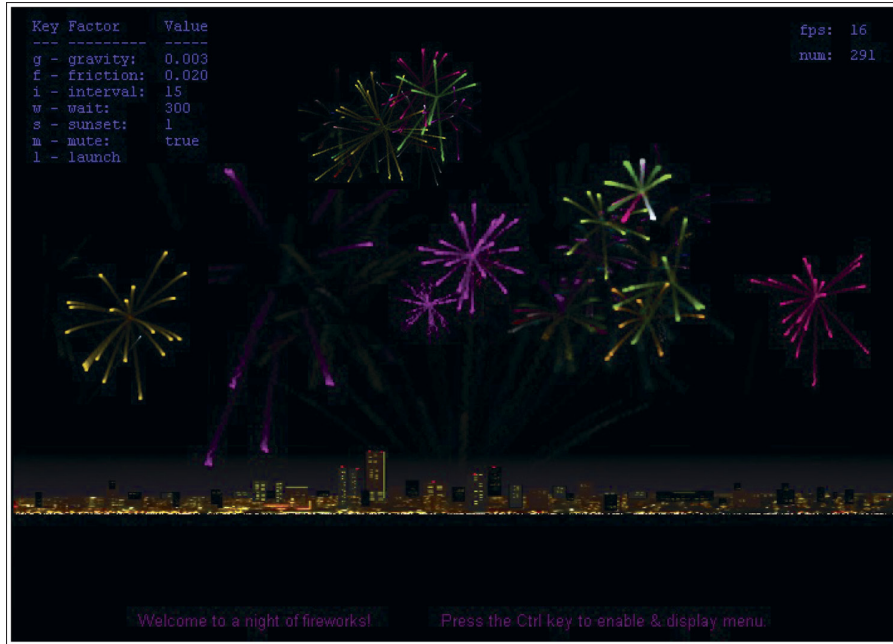 Key Factor Value
--- --------- -----
g - gravity: 0.003
f - friction: 0.020
i - interval: 15
w - wait: 300
s - sunset: 1
m - mute: true
l - launch
fps: 16
num: 291
Welcome to a night of fireworks! Press the Ctrl key to enable & display menu.